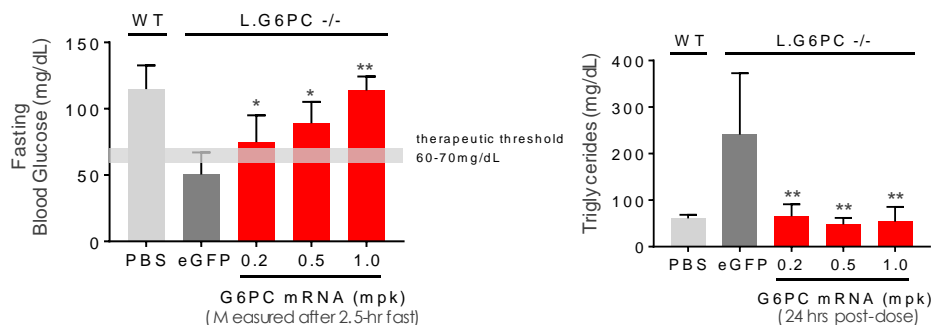 WT
L.G6PC -/-
Fasting
Blood Glucose (mg/dL)
150
100
50
0
*
*
**
therapeutic threshold
60-70mg/dL
PBS
eGFP
0.2
0.5
1.0
G6PC mRNA (mpk)
(Measured after 2.5-hr fast)
WT
L.G6PC -/-
Triglycerides (mg/dL)
400
300
200
100
0
**
**
**
PBS
eGFP
0.2
0.5
1.0
G6PC mRNA (mpk)
(24 hrs post-dose)